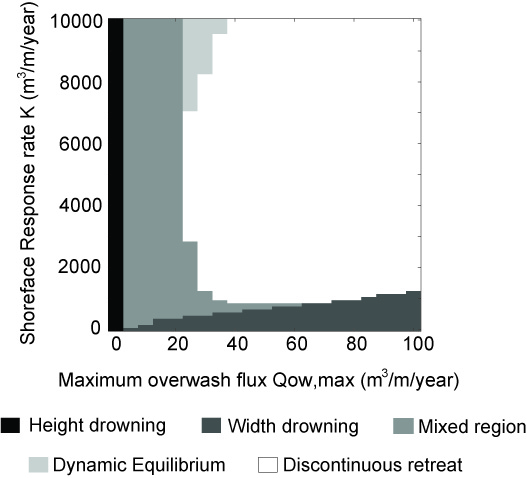 Shoreface Response rate K (m³/m/year)
10000
8000
6000
4000
2000
0
0 20 40 60 80 100
Maximum overwash flux Qow,max (m³/m/year)
Height drowning Width drowning Mixed region
Dynamic Equilibrium Discontinuous retreat